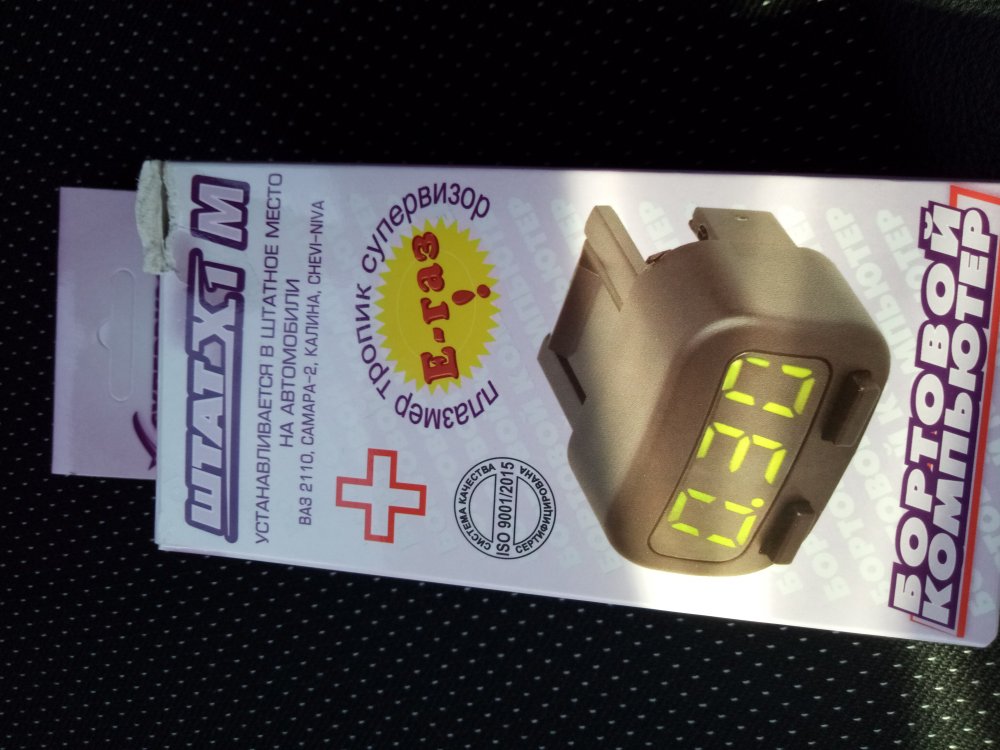 ШТАТ-Х1 М
УСТАНАВЛИВАЕТСЯ В ШТАТНОЕ МЕСТО
НА АВТОМОБИЛИ
ВАЗ 2110, САМАРА-2, КАЛИНА, CHEVI-NIVA
плазмер тропик супервизор
Е-газ
СИСТЕМА КАЧЕСТВА
ISO 9001/2015
СЕРТИФИЦИРОВАНА
БОРТОВОЙ
КОМПЬЮТЕР